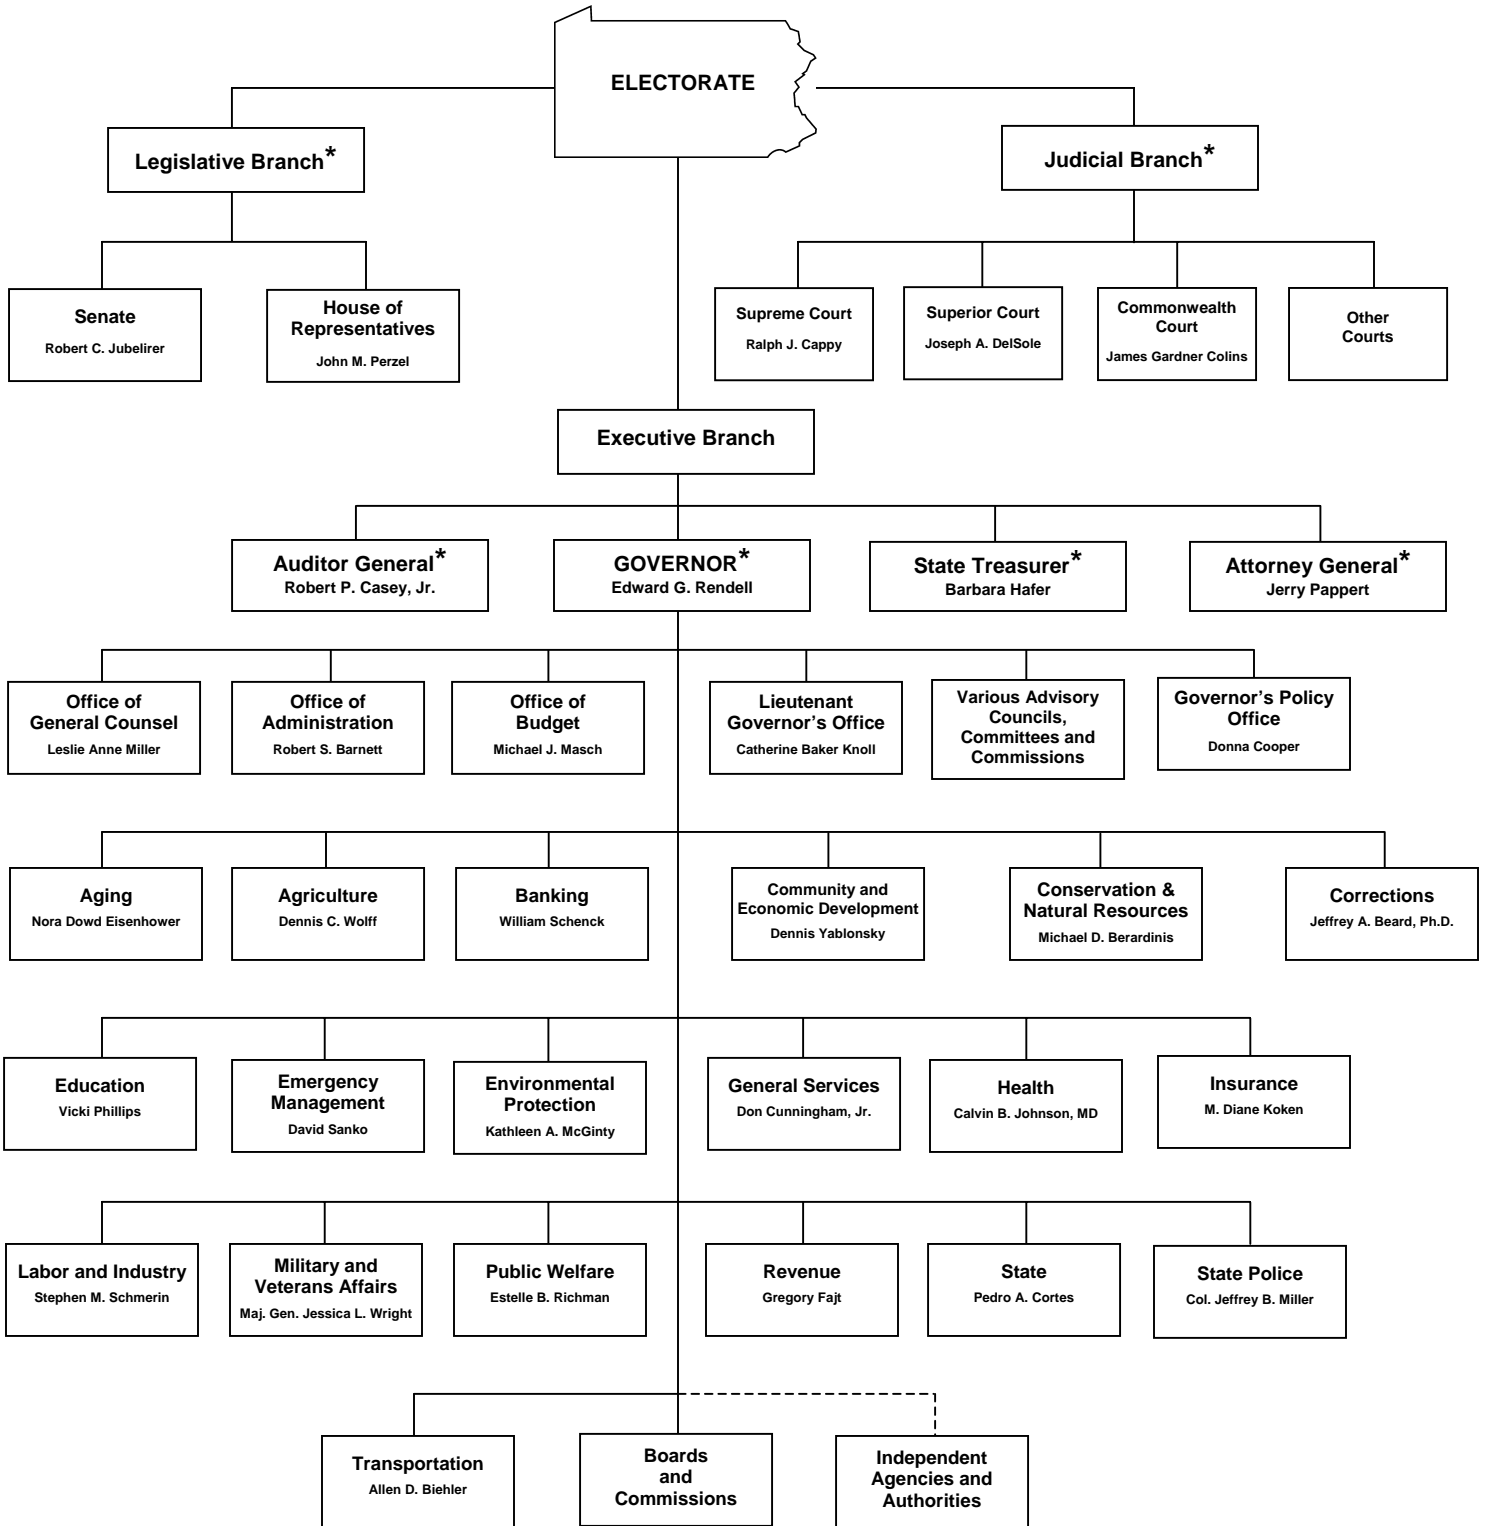 ELECTORATE
Legislative Branch*
Judicial Branch*
Senate
Robert C. Jubelirer
House of
Representatives
John M. Perzel
Supreme Court
Ralph J. Cappy
Superior Court
Joseph A. DelSole
Commonwealth
Court
James Gardner Colins
Other
Courts
Executive Branch
Auditor General*
Robert P. Casey, Jr.
GOVERNOR*
Edward G. Rendell
State Treasurer*
Barbara Hafer
Attorney General*
Jerry Pappert
Office of
General Counsel
Leslie Anne Miller
Office of
Administration
Robert S. Barnett
Office of
Budget
Michael J. Masch
Lieutenant
Governor’s Office
Catherine Baker Knoll
Various Advisory
Councils,
Committees and
Commissions
Governor’s Policy
Office
Donna Cooper
Aging
Nora Dowd Eisenhower
Agriculture
Dennis C. Wolff
Banking
William Schenck
Community and
Economic Development
Dennis Yablonsky
Conservation &
Natural Resources
Michael D. Berardinis
Corrections
Jeffrey A. Beard, Ph.D.
Education
Vicki Phillips
Emergency
Management
David Sanko
Environmental
Protection
Kathleen A. McGinty
General Services
Don Cunningham, Jr.
Health
Calvin B. Johnson, MD
Insurance
M. Diane Koken
Labor and Industry
Stephen M. Schmerin
Military and
Veterans Affairs
Maj. Gen. Jessica L. Wright
Public Welfare
Estelle B. Richman
Revenue
Gregory Fajt
State
Pedro A. Cortes
State Police
Col. Jeffrey B. Miller
Transportation
Allen D. Biehler
Boards
and
Commissions
Independent
Agencies and
Authorities